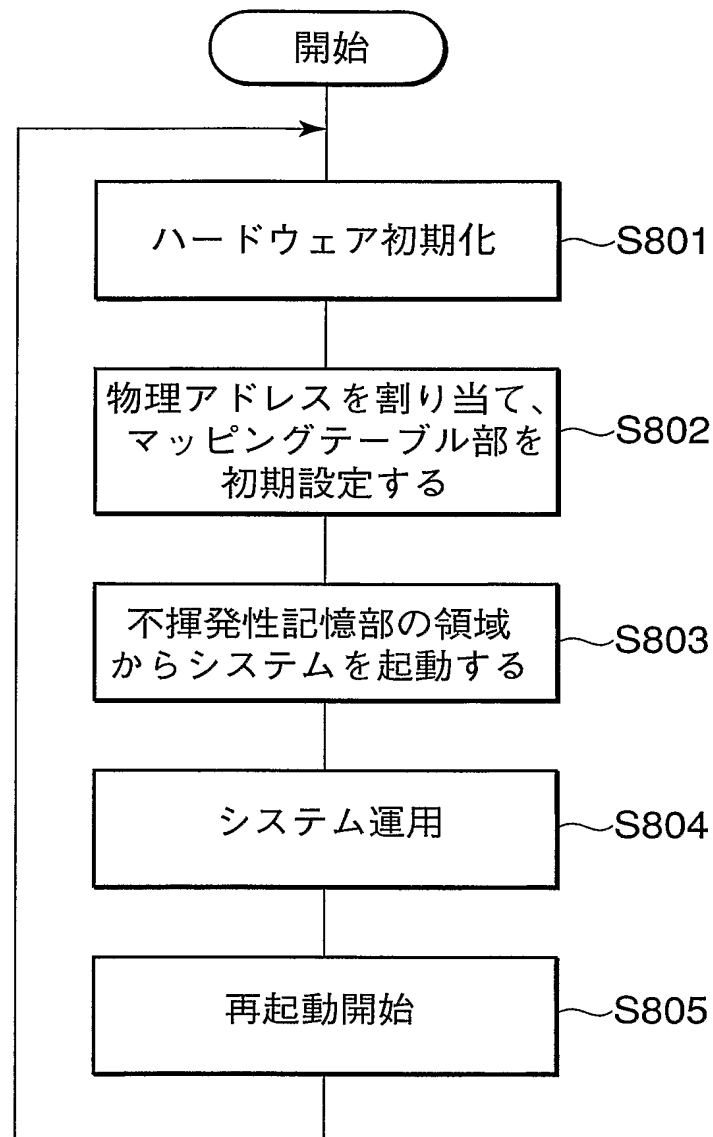 開始
ハードウェア初期化
S801
物理アドレスを割り当て、
マッピングテーブル部を
初期設定する
S802
不揮発性記憶部の領域
からシステムを起動する
S803
システム運用
S804
再起動開始
S805